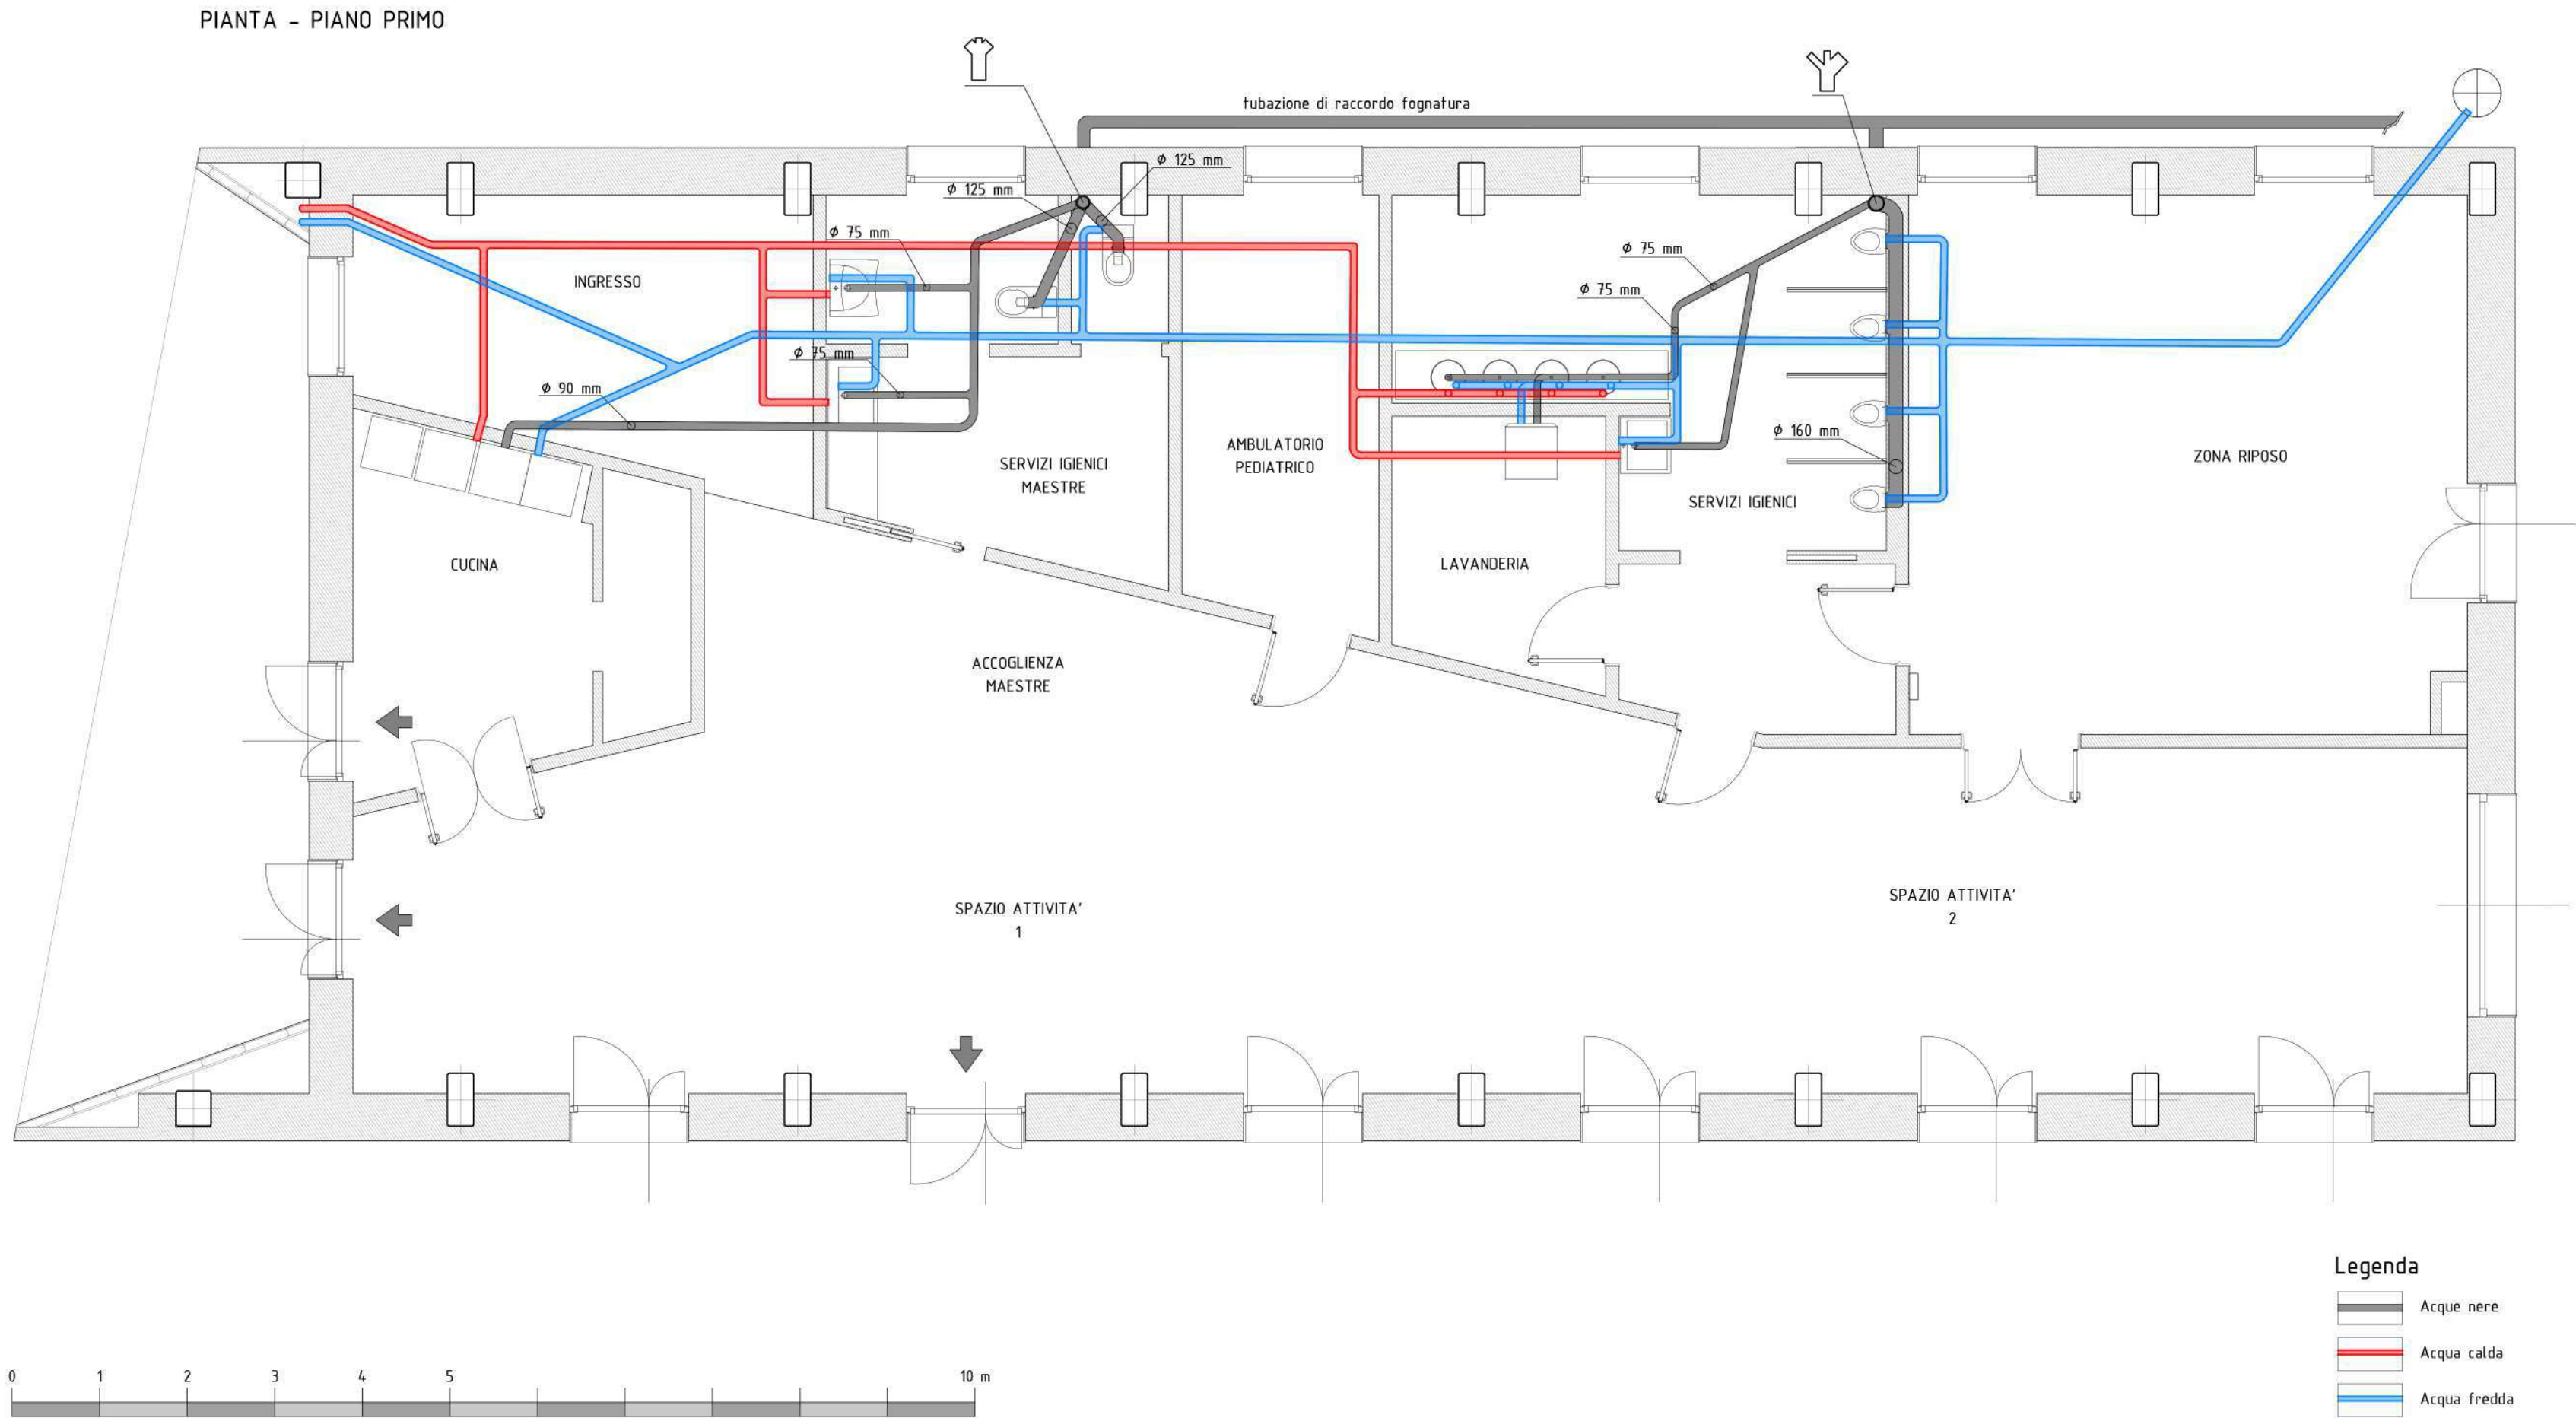 PIANTA - PIANO PRIMO
tubazione di raccordo fognatura
ø 125 mm
ø 125 mm
ø 75 mm
ø 75 mm
ø 75 mm
INGRESSO
ø 75 mm
ø 90 mm
ø 160 mm
AMBULATORIO
PEDIATRICO
SERVIZI IGIENICI
MAESTRE
ZONA RIPOSO
SERVIZI IGIENICI
CUCINA
LAVANDERIA
ACCOGLIENZA
MAESTRE
SPAZIO ATTIVITA'
1
SPAZIO ATTIVITA'
2
Legenda
Acque nere
Acqua calda
Acqua fredda
0 1 2 3 4 5 10 m